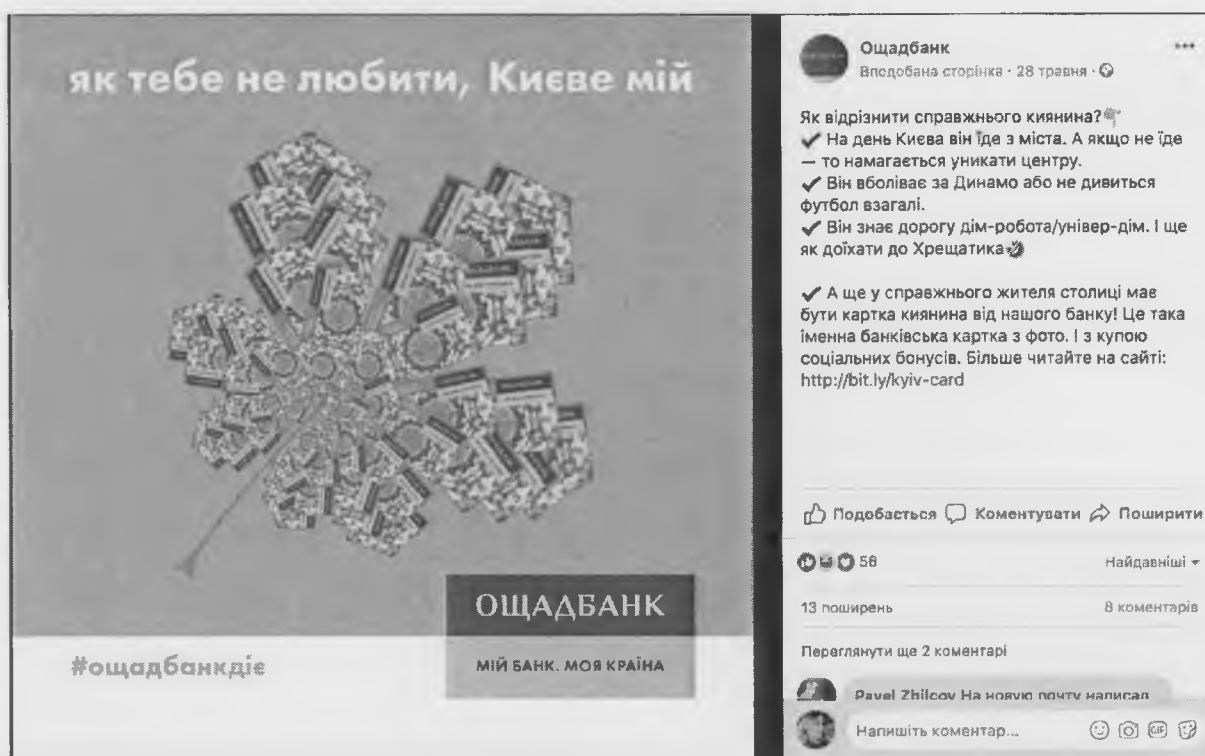 як тебе не любити, Києве мій
ОЩАДБАНК
МІЙ БАНК. МОЯ КРАЇНА
#ощадбанкдіє
Ощадбанк
Вподобана сторінка · 28 травня ·
Як відрізнити справжнього киянина?
✔ На день Києва він їде з міста. А якщо не їде
— то намагається уникати центру.
✔ Він вболіває за Динамо або не дивиться
футбол взагалі.
✔ Він знає дорогу дім-робота/універ-дім. І ще
як доїхати до Хрещатика
✔ А ще у справжнього жителя столиці має
бути картка киянина від нашого банку! Це така
іменна банківська картка з фото. І з купою
соціальних бонусів. Більше читайте на сайті:
http://bit.ly/kyiv-card
Подобається Коментувати Поширити
58 Найдавніші
13 поширень 8 коментарів
Переглянути ще 2 коментарі
Pavel Zhilcov На новую почту написал
Напишіть коментар... GIF